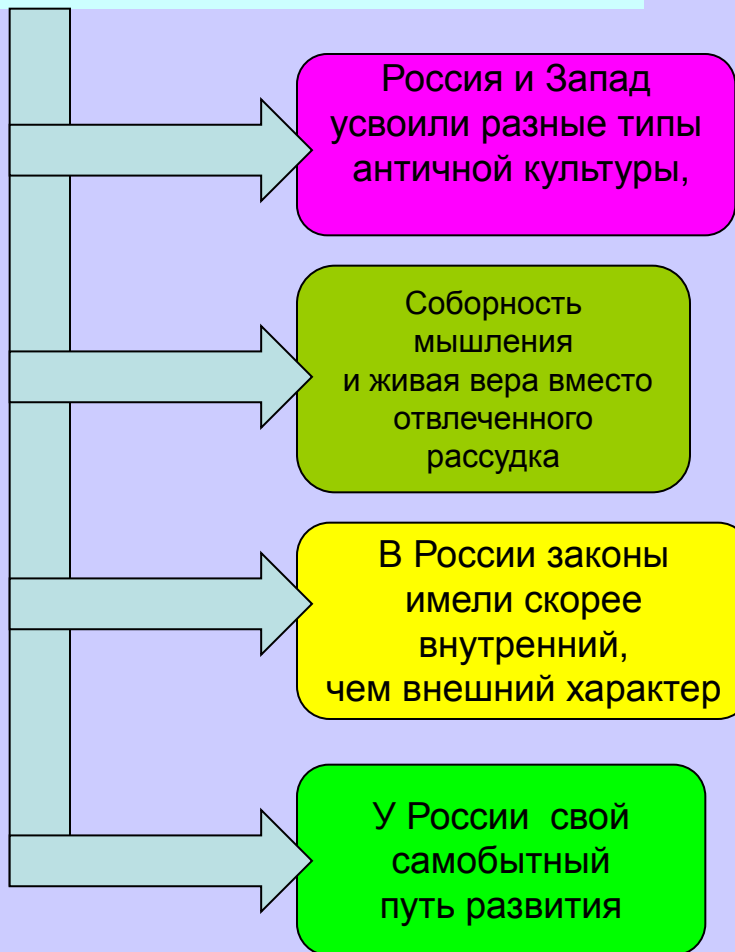 Россия и Запад
усвоили разные типы
античной культуры,
Соборность
мышления
и живая вера вместо
отвлеченного
рассудка
В России законы
имели скорее
внутренний,
чем внешний характер
У России свой
самобытный
путь развития